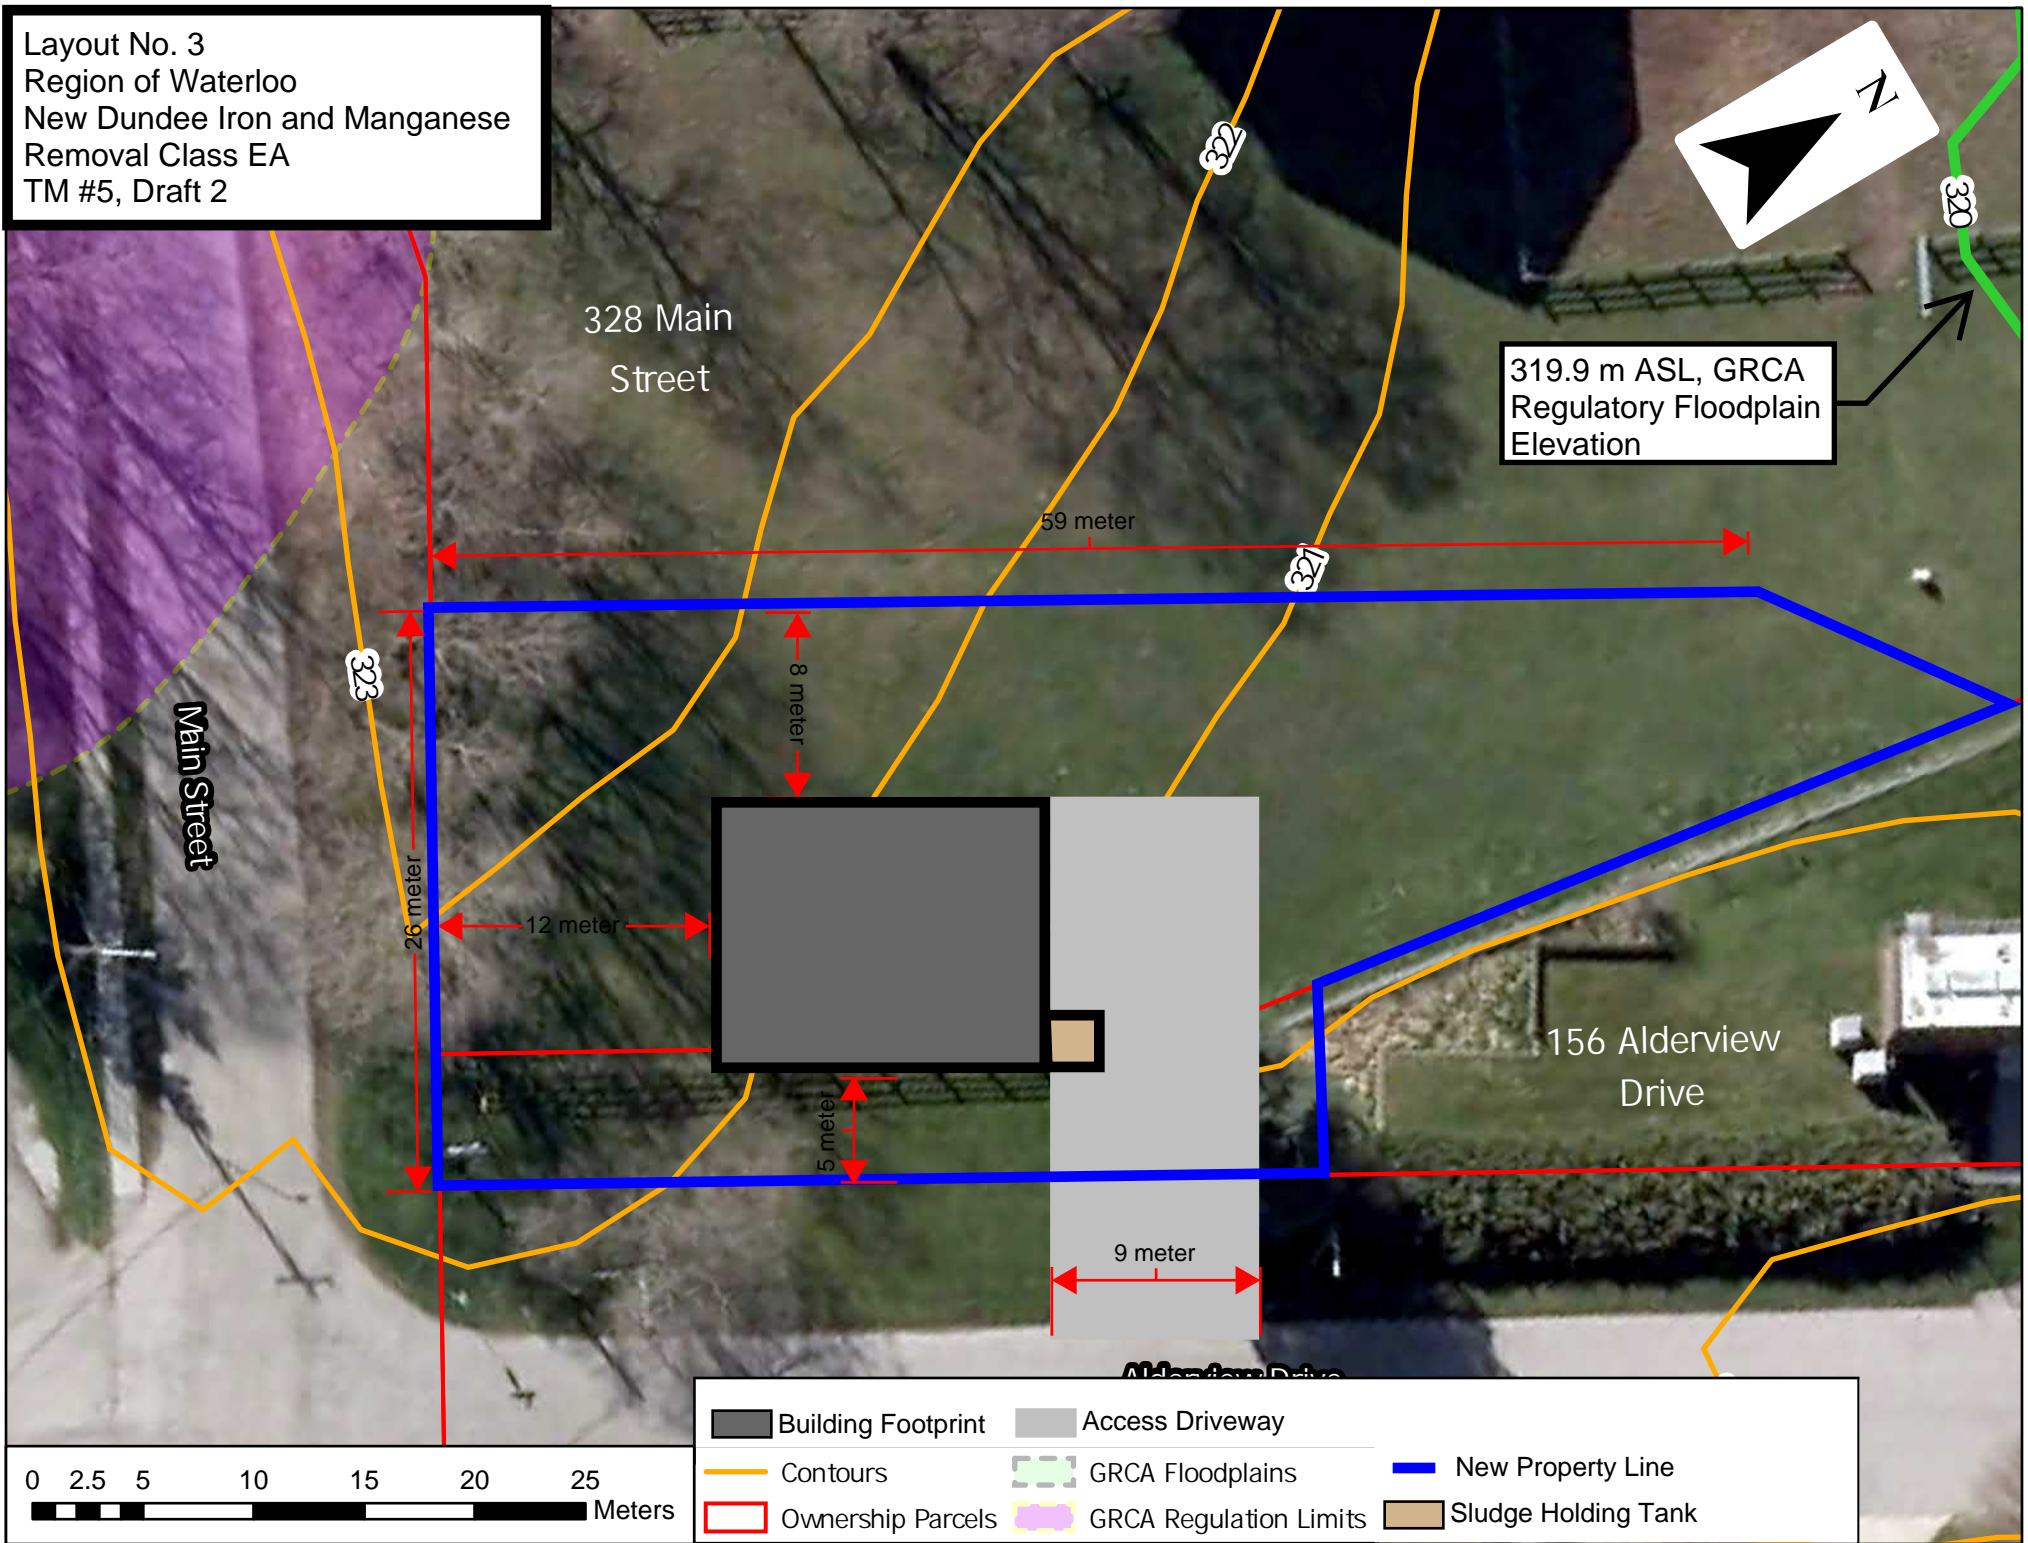 Layout No. 3
Region of Waterloo
New Dundee Iron and Manganese
Removal Class EA
TM #5, Draft 2
N
322
320
328 Main
Street
319.9 m ASL, GRCA
Regulatory Floodplain
Elevation
59 meter
321
323
8 meter
Main Street
26 meter
12 meter
156 Alderview
Drive
5 meter
9 meter
Alderview Drive
Building Footprint
Access Driveway
Contours
GRCA Floodplains
New Property Line
Ownership Parcels
GRCA Regulation Limits
Sludge Holding Tank
0 2.5 5 10 15 20 25
Meters